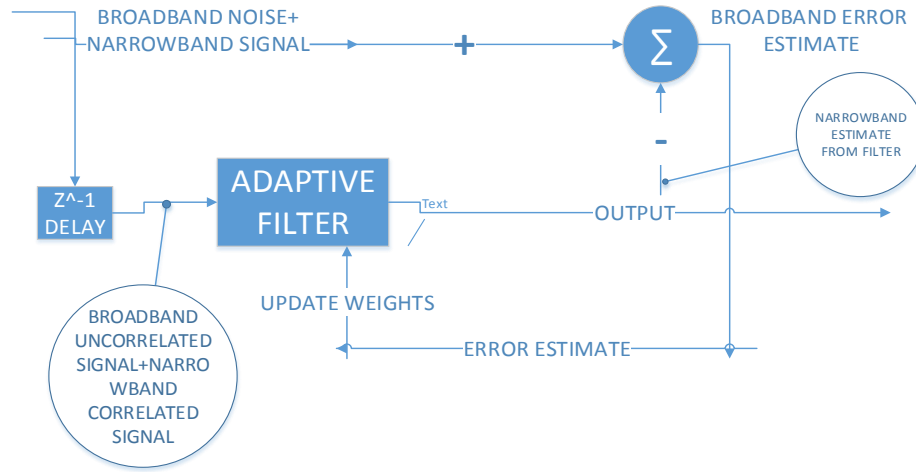 BROADBAND NOISE+
NARROWBAND SIGNAL
+
Σ
BROADBAND ERROR
ESTIMATE
-
NARROWBAND
ESTIMATE
FROM FILTER
Z^-1
DELAY
ADAPTIVE
FILTER
Text
OUTPUT
UPDATE WEIGHTS
ERROR ESTIMATE
BROADBAND
UNCORRELATED
SIGNAL+NARRO
WBAND
CORRELATED
SIGNAL